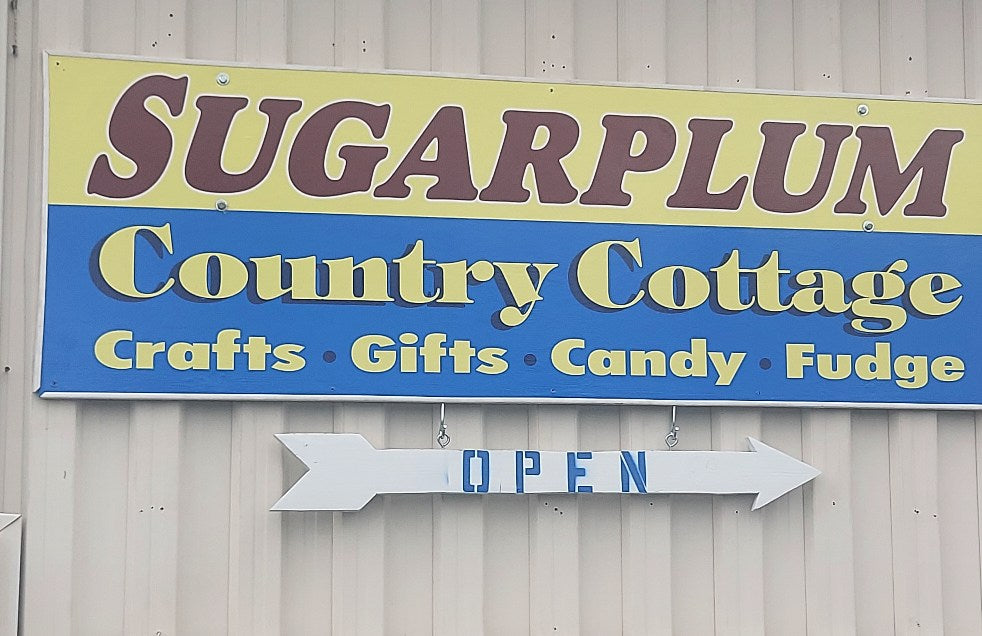 SUGARPLUM
Country Cottage
Crafts • Gifts • Candy • Fudge
OPEN